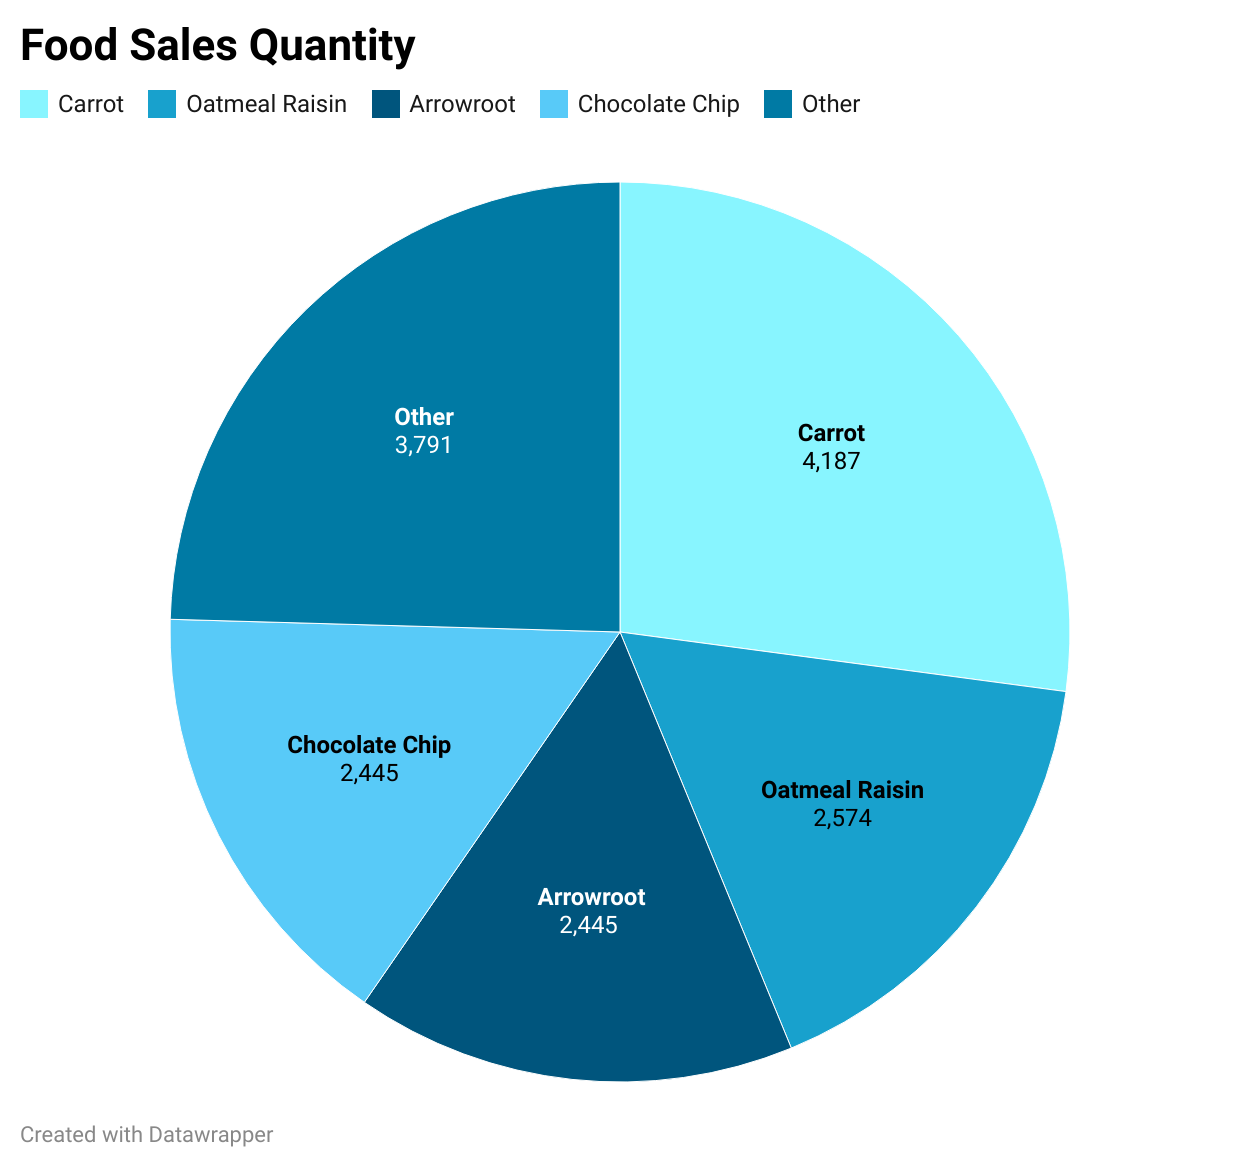 Food Sales Quantity
Carrot Oatmeal Raisin Arrowroot Chocolate Chip Other
Other
3,791
Carrot
4,187
Chocolate Chip
2,445
Oatmeal Raisin
2,574
Arrowroot
2,445
Created with Datawrapper